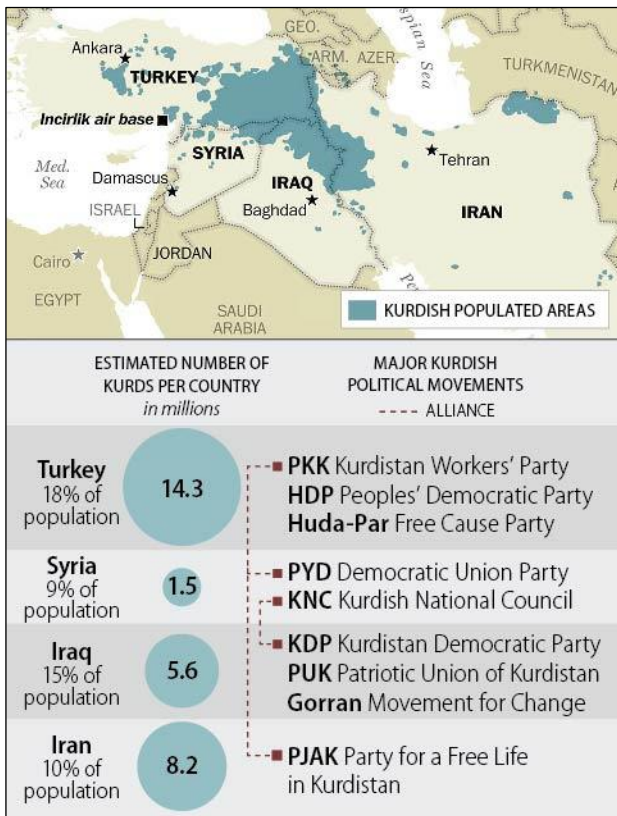 GEO.
spian Sea
Ankara
TURKEY
ARM.
AZER.
TURKMENISTAN
Incirlik air base
SYRIA
Tehran
Med.
Sea
Damascus
IRAQ
ISRAEL
Baghdad
IRAN
Cairo
JORDAN
EGYPT
SAUDI
ARABIA
Pe
KURDISH POPULATED AREAS
ESTIMATED NUMBER OF
KURDS PER COUNTRY
in millions
MAJOR KURDISH
POLITICAL MOVEMENTS
ALLIANCE
Turkey
18% of
population
14.3
PKK Kurdistan Workers' Party
HDP Peoples' Democratic Party
Huda-Par Free Cause Party
Syria
9% of
population
1.5
PYD Democratic Union Party
KNC Kurdish National Council
Iraq
15% of
population
5.6
KDP Kurdistan Democratic Party
PUK Patriotic Union of Kurdistan
Gorran Movement for Change
Iran
10% of
population
8.2
PJAK Party for a Free Life
in Kurdistan